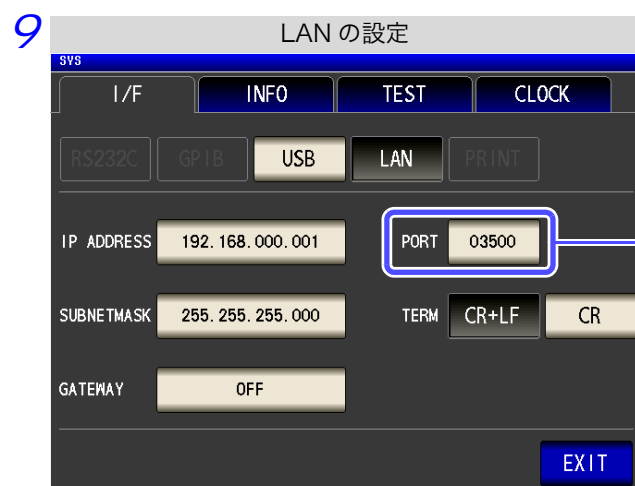 9
LAN の設定
SYS
I/F INFO TEST CLOCK
RS232C GPIB USB LAN PRINT
IP ADDRESS 192.168.000.001 PORT 03500
SUBNETMASK 255.255.255.000 TERM CR+LF CR
GATEWAY OFF
EXIT